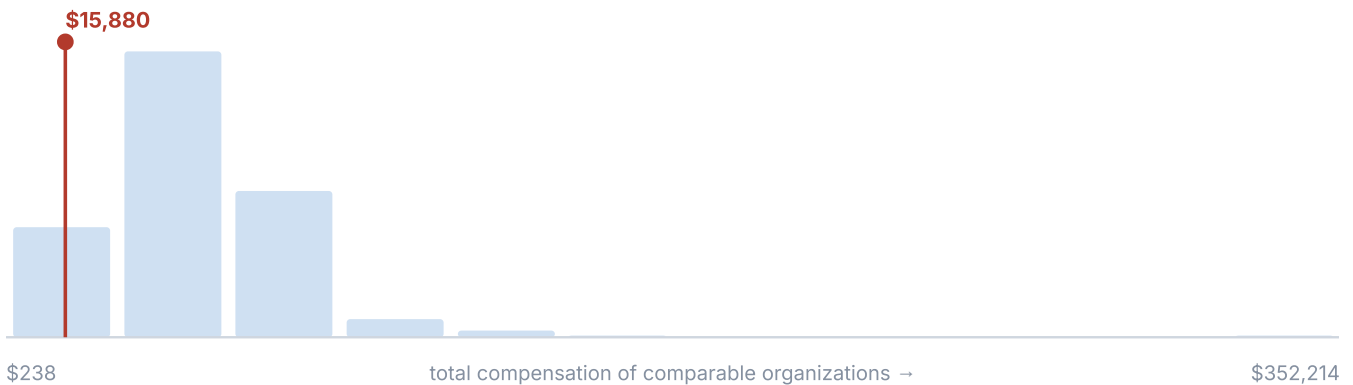 $15,880
$238 total compensation of comparable organizations → $352,214